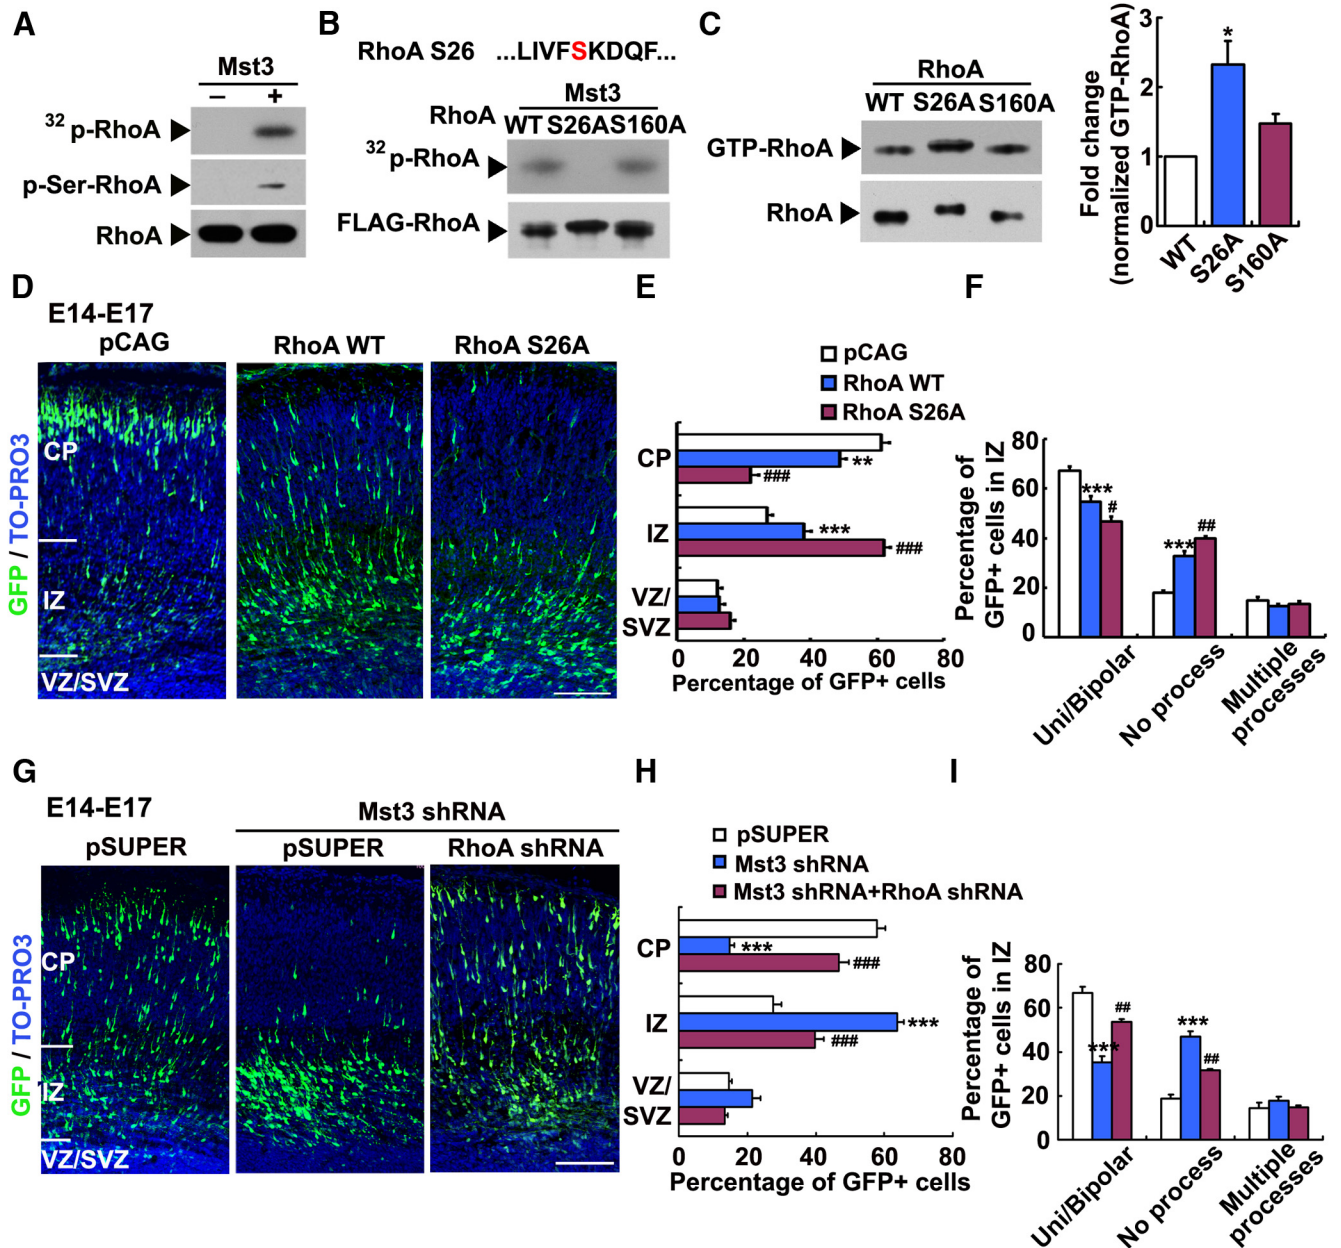 A
Mst3
– +
32 p-RhoA
p-Ser-RhoA
RhoA
B
RhoA S26 ...LIVFSKDQF...
Mst3
RhoA WT S26A S160A
32 p-RhoA
FLAG-RhoA
C
RhoA
WT S26A S160A
GTP-RhoA
RhoA
Fold change
(normalized GTP-RhoA)
3
2
1
0
*
WT
S26A
S160A
D
E14-E17
pCAG
RhoA WT
RhoA S26A
GFP / TO-PRO3
CP
IZ
VZ/SVZ
E
pCAG
RhoA WT
RhoA S26A
CP
**
###
IZ
***
###
VZ/
SVZ
0 20 40 60 80
Percentage of GFP+ cells
F
Percentage of
GFP+ cells in IZ
80
60
40
20
0
***
#
***
##
Uni/Bipolar
No process
Multiple
processes
G
E14-E17
Mst3 shRNA
pSUPER
pSUPER
RhoA shRNA
GFP / TO-PRO3
CP
IZ
VZ/SVZ
H
pSUPER
Mst3 shRNA
Mst3 shRNA+RhoA shRNA
CP
***
###
IZ
***
###
VZ/
SVZ
0 20 40 60 80
Percentage of GFP+ cells
I
Percentage of
GFP+ cells in IZ
80
60
40
20
0
***
##
***
##
Uni/Bipolar
No process
Multiple
processes